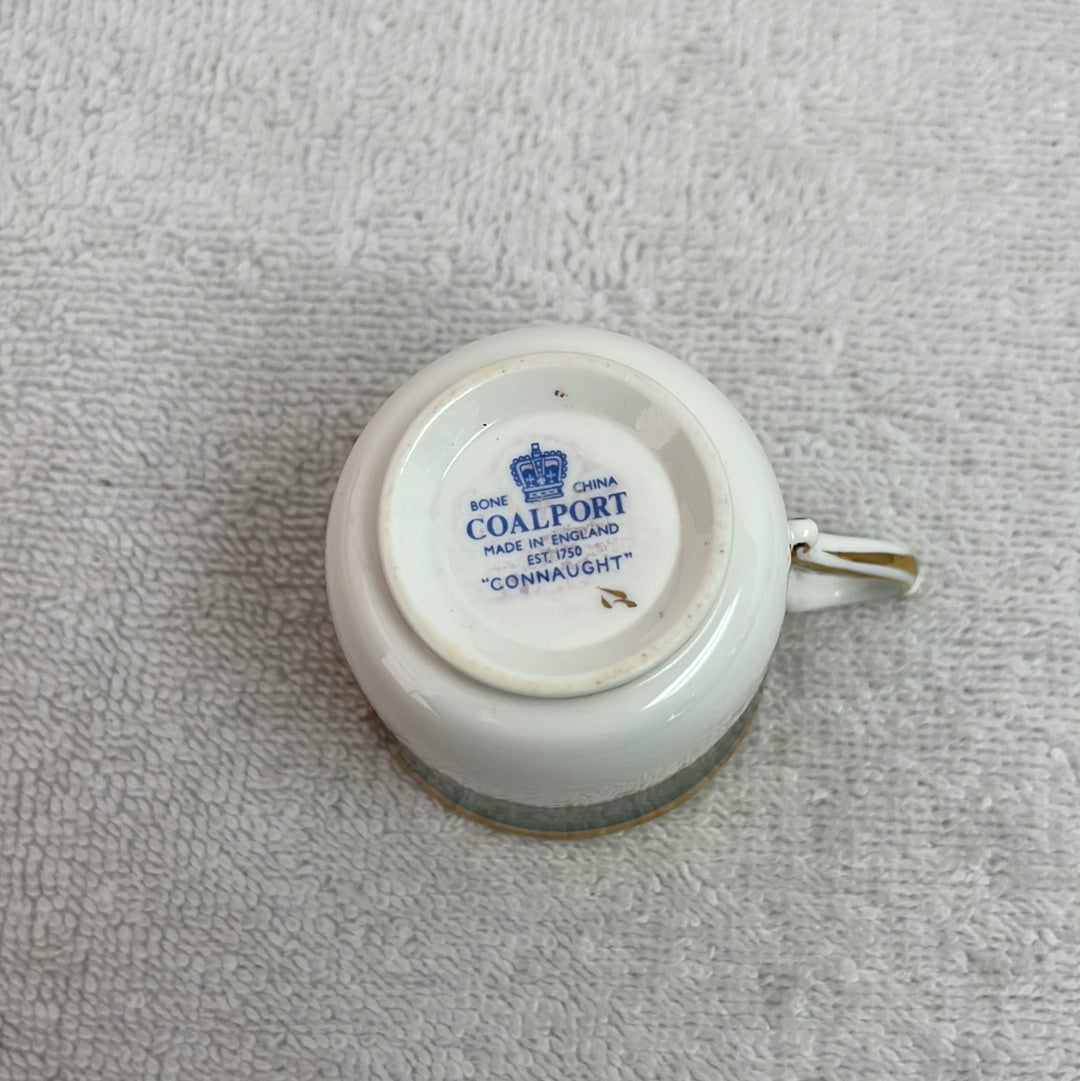 BONE CHINA
COALPORT
MADE IN ENGLAND
EST. 1750
"CONNAUGHT"